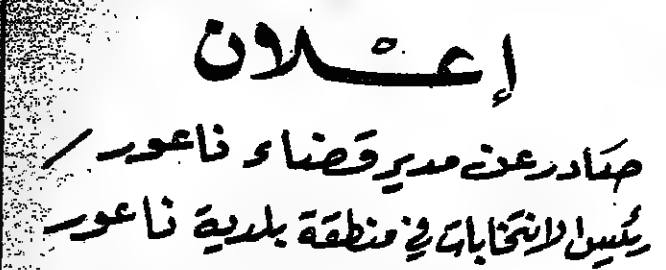 إعلان
صادر عن مدير قضاء ناعور /
رئيس الانتخابات في منطقة بلدية ناعور